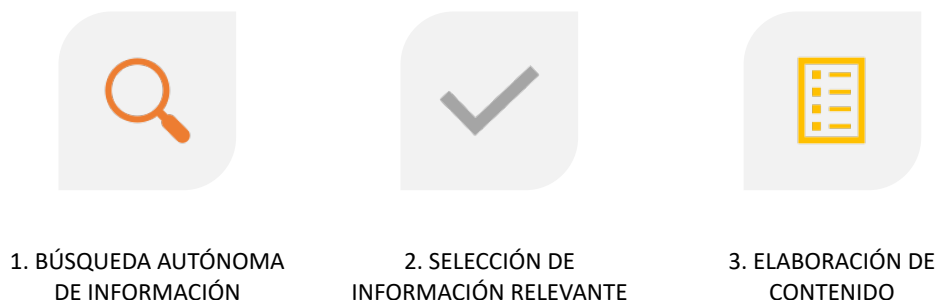 1. BÚSQUEDA AUTÓNOMA
DE INFORMACIÓN
2. SELECCIÓN DE
INFORMACIÓN RELEVANTE
3. ELABORACIÓN DE
CONTENIDO